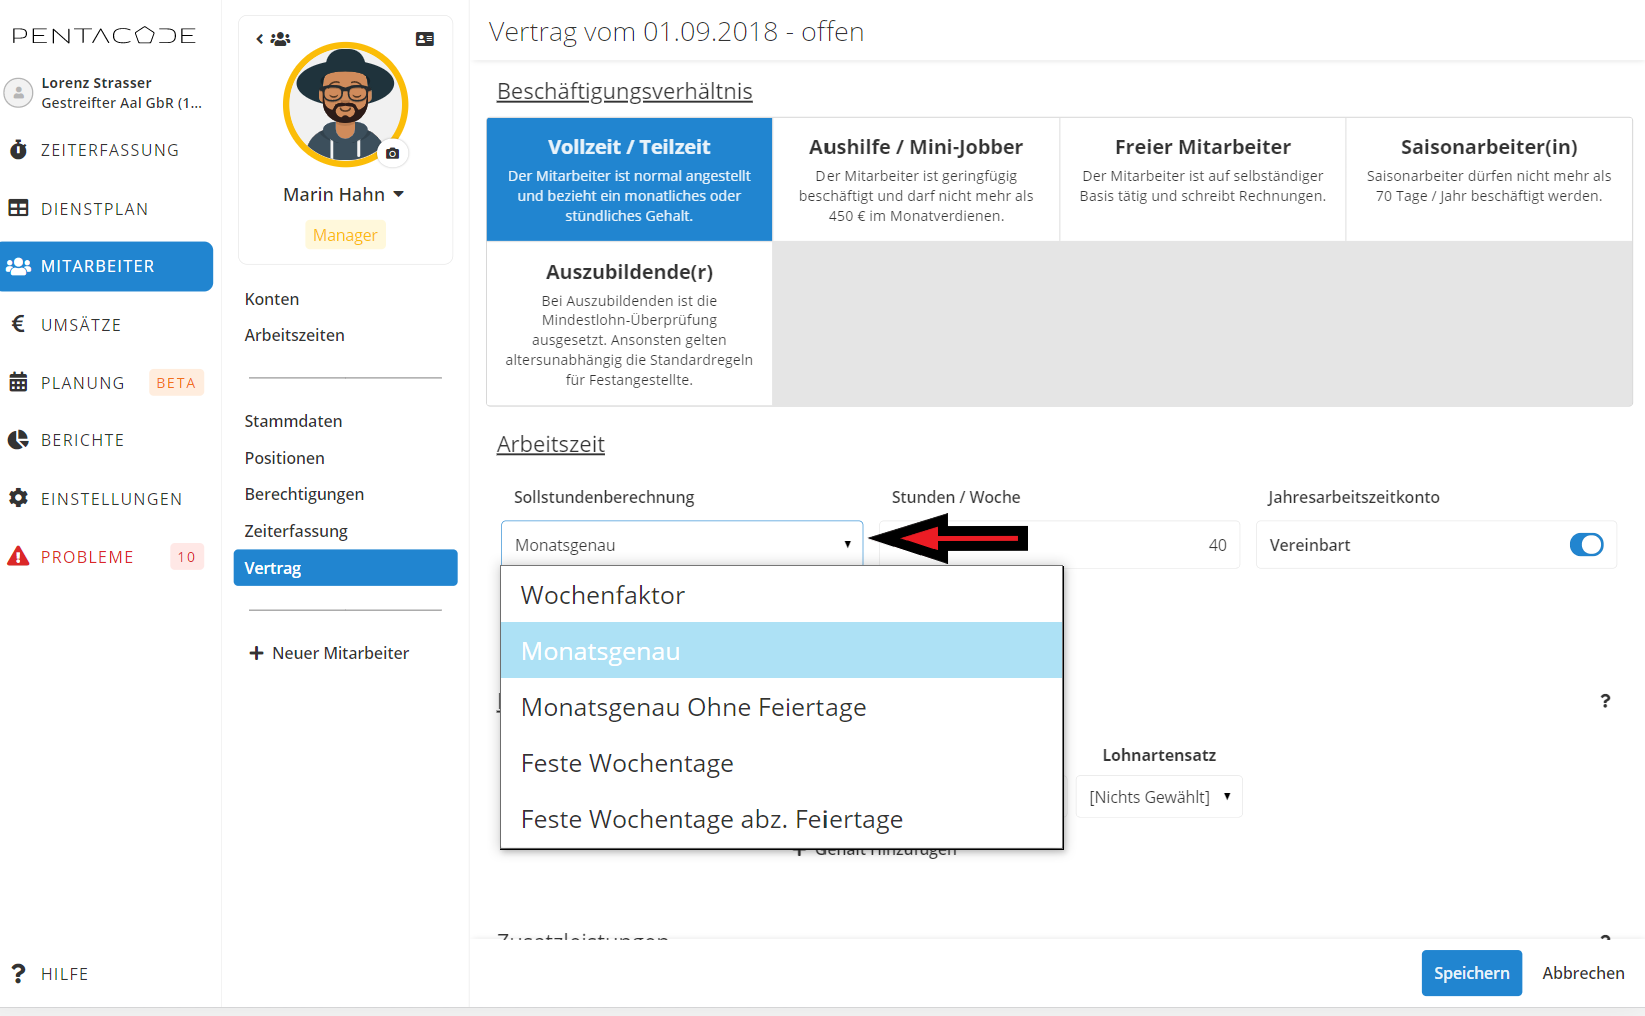 PENTACODE
Lorenz Strasser
Gestreifter Aal GbR (1...
ZEITERFASSUNG
DIENSTPLAN
MITARBEITER
UMSÄTZE
PLANUNG BETA
BERICHTE
EINSTELLUNGEN
PROBLEME 10
HILFE
Marin Hahn
Manager
Konten
Arbeitszeiten
Stammdaten
Positionen
Berechtigungen
Zeiterfassung
Vertrag
+ Neuer Mitarbeiter
Vertrag vom 01.09.2018 - offen
Beschäftigungsverhältnis
Vollzeit / Teilzeit
Der Mitarbeiter ist normal angestellt
und bezieht ein monatliches oder
stündliches Gehalt.
Aushilfe / Mini-Jobber
Der Mitarbeiter ist geringfügig
beschäftigt und darf nicht mehr als
450 € im Monatverdienen.
Freier Mitarbeiter
Der Mitarbeiter ist auf selbständiger
Basis tätig und schreibt Rechnungen.
Saisonarbeiter(in)
Saisonarbeiter dürfen nicht mehr als
70 Tage / Jahr beschäftigt werden.
Auszubildende(r)
Bei Auszubildenden ist die
Mindestlohn-Überprüfung
ausgesetzt. Ansonsten gelten
altersunabhängig die Standardregeln
für Festangestellte.
Arbeitszeit
Sollstundenberechnung
Monatsgenau
Stunden / Woche
40
Jahresarbeitszeitkonto
Vereinbart
Wochenfaktor
Monatsgenau
Monatsgenau Ohne Feiertage
Feste Wochentage
Feste Wochentage abz. Feiertage
?
Lohnartensatz
[Nichts Gewählt]
+ Gehalt hinzufügen
Zusatzleistungen
?
Speichern
Abbrechen